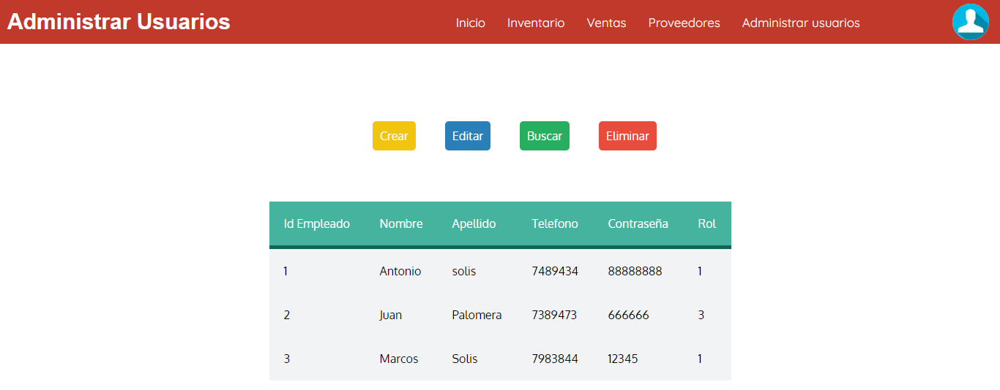 Administrar Usuarios Inicio Inventario Ventas Proveedores Administrar usuarios
Crear Editar Buscar Eliminar
Id Empleado Nombre Apellido Telefono Contraseña Rol
1 Antonio solis 7489434 88888888 1
2 Juan Palomera 7389473 666666 3
3 Marcos Solis 7983844 12345 1